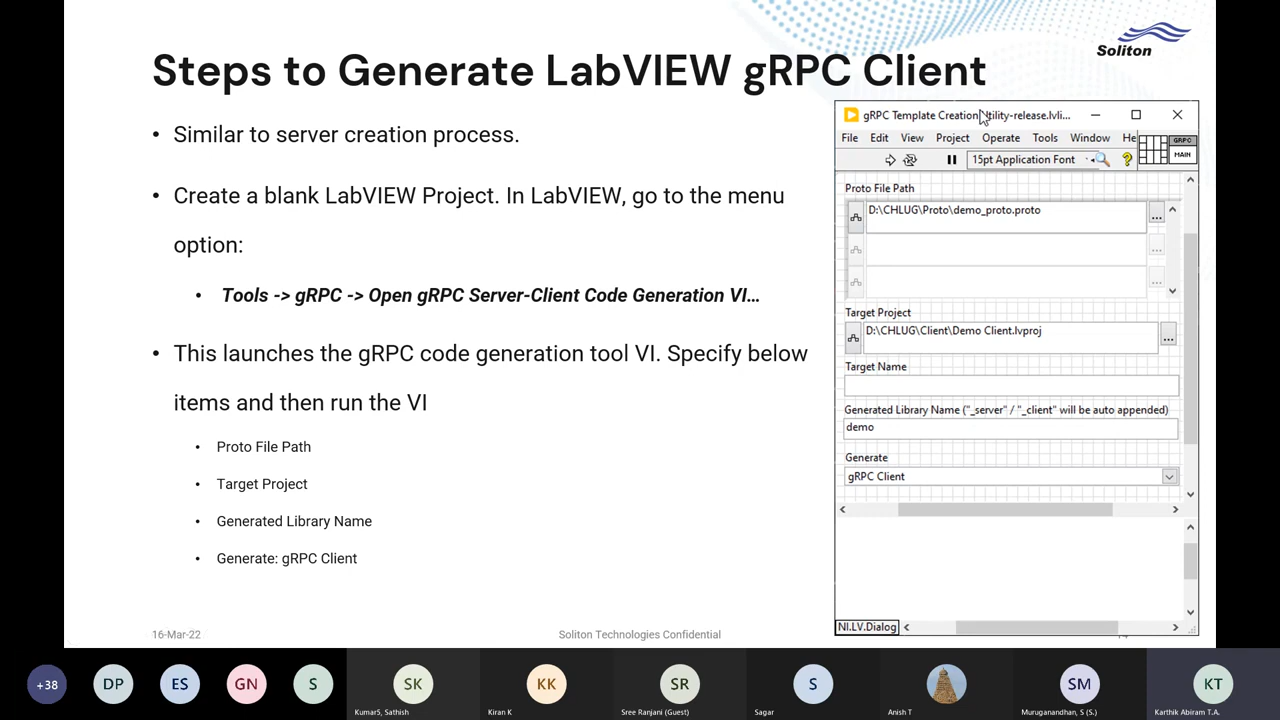 Soliton
Steps to Generate LabVIEW gRPC Client
• Similar to server creation process.
• Create a blank LabVIEW Project. In LabVIEW, go to the menu
option:
• Tools -> gRPC -> Open gRPC Server-Client Code Generation VI…
• This launches the gRPC code generation tool VI. Specify below
items and then run the VI
• Proto File Path
• Target Project
• Generated Library Name
• Generate: gRPC Client
gRPC Template Creation Utility-release.lvli...
File Edit View Project Operate Tools Window He
GRPC
MAIN
15pt Application Font
Proto File Path
D:\CHLUG\Proto\demo_proto.proto
Target Project
D:\CHLUG\Client\Demo Client.lvproj
Target Name
Generated Library Name ("_server" / "_client" will be auto appended)
demo
Generate
gRPC Client
NI.LV.Dialog
16-Mar-22
Soliton Technologies Confidential
+38 DP ES GN S SK KK SR S SM KT
KumarS, Sathish Kiran K Sree Ranjani (Guest) Sagar Anish T Muruganandhan, S (S.) Karthik Abiram T.A.